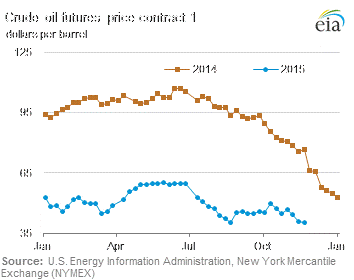 Crude oil futures price contract 1
dollars per barrel
eia
125
2014 2015
95
65
35
Jan Apr Jul Oct Jan
Source: U.S. Energy Information Administration, New York Mercantile
Exchange (NYMEX)